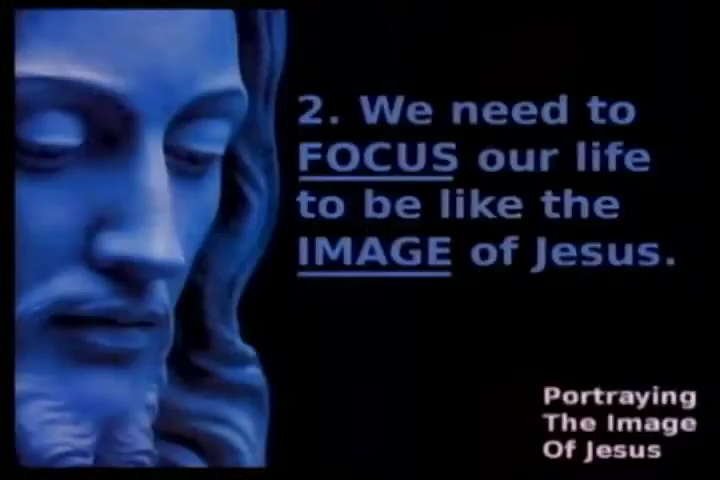 2. We need to
FOCUS our life
to be like the
IMAGE of Jesus.
Portraying
The Image
Of Jesus